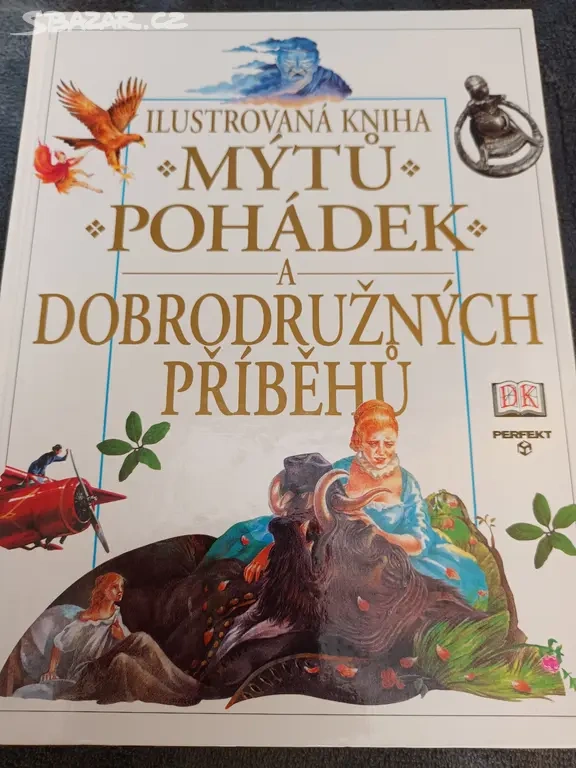 SBAZAR.CZ
ILUSTROVANÁ KNIHA
MÝTŮ
POHÁDEK
A
DOBRODRUŽNÝCH
PŘÍBĚHŮ
DK
PERFEKT